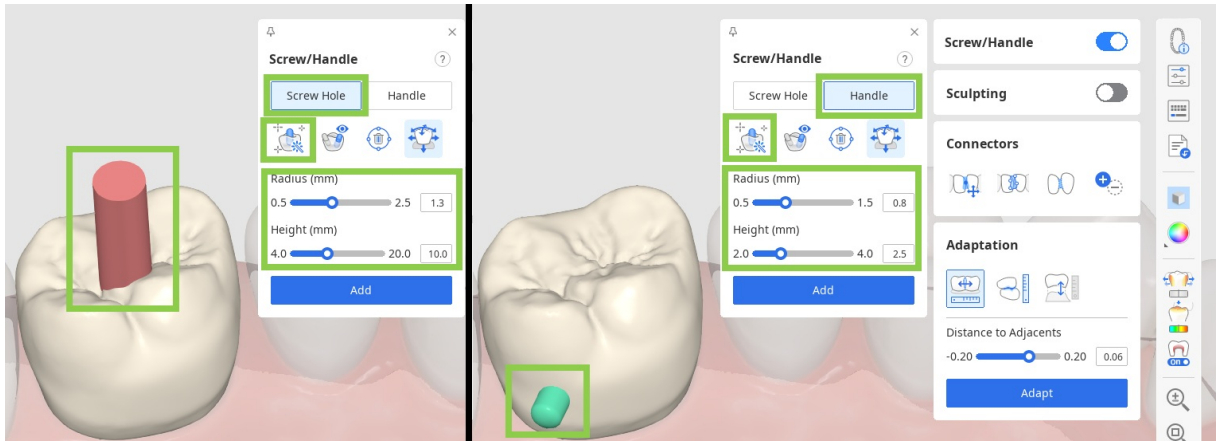 Screw/Handle
?
Screw Hole
Handle
Radius (mm)
0.5 2.5 1.3
Height (mm)
4.0 20.0 10.0
Add
Screw/Handle
?
Screw Hole
Handle
Radius (mm)
0.5 1.5 0.8
Height (mm)
2.0 4.0 2.5
Add
Screw/Handle
Sculpting
Connectors
Adaptation
Distance to Adjacents
-0.20 0.20 0.06
Adapt
ON